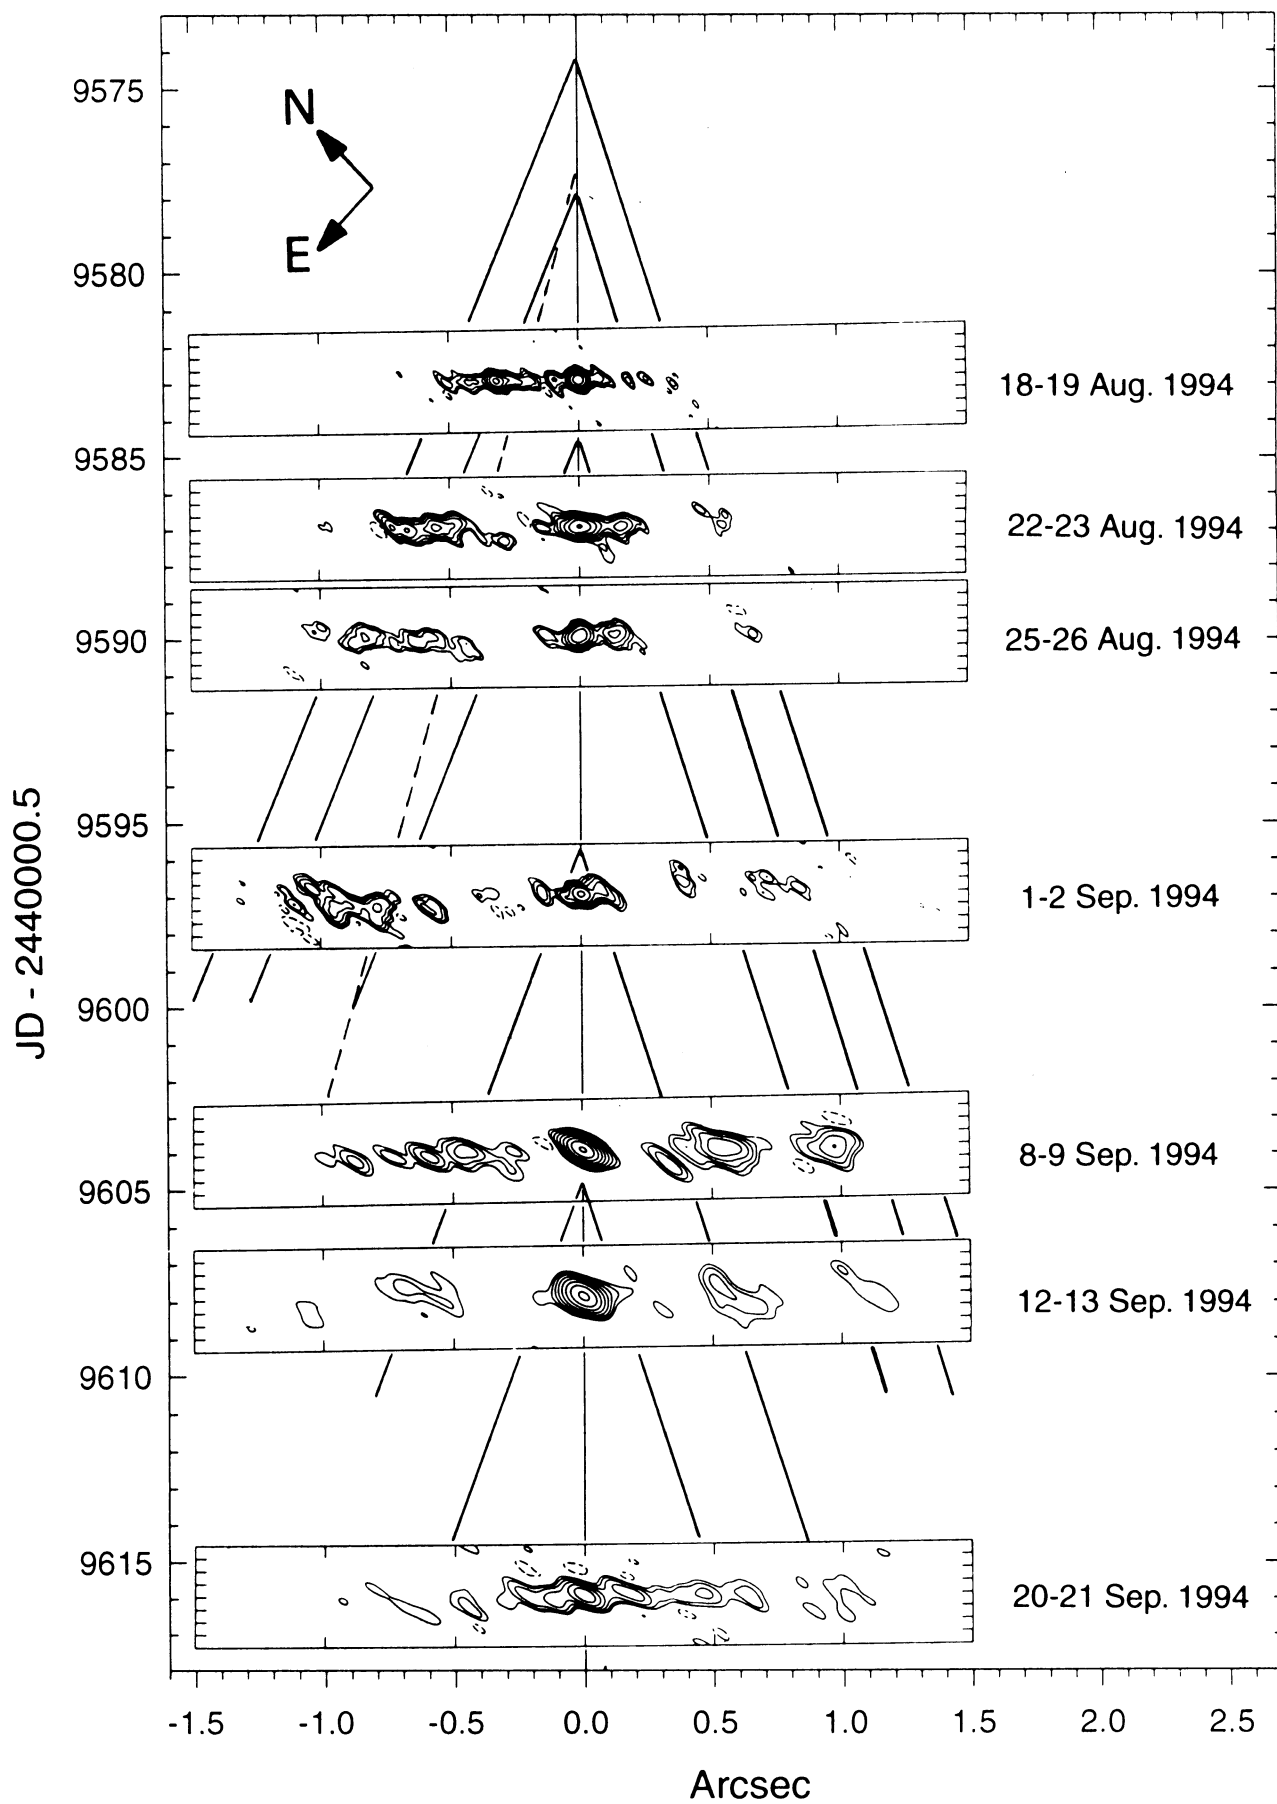 9575
N
E
9580
18-19 Aug. 1994
9585
22-23 Aug. 1994
9590
25-26 Aug. 1994
9595
1-2 Sep. 1994
JD - 2440000.5
9600
8-9 Sep. 1994
9605
12-13 Sep. 1994
9610
9615
20-21 Sep. 1994
-1.5 -1.0 -0.5 0.0 0.5 1.0 1.5 2.0 2.5
Arcsec